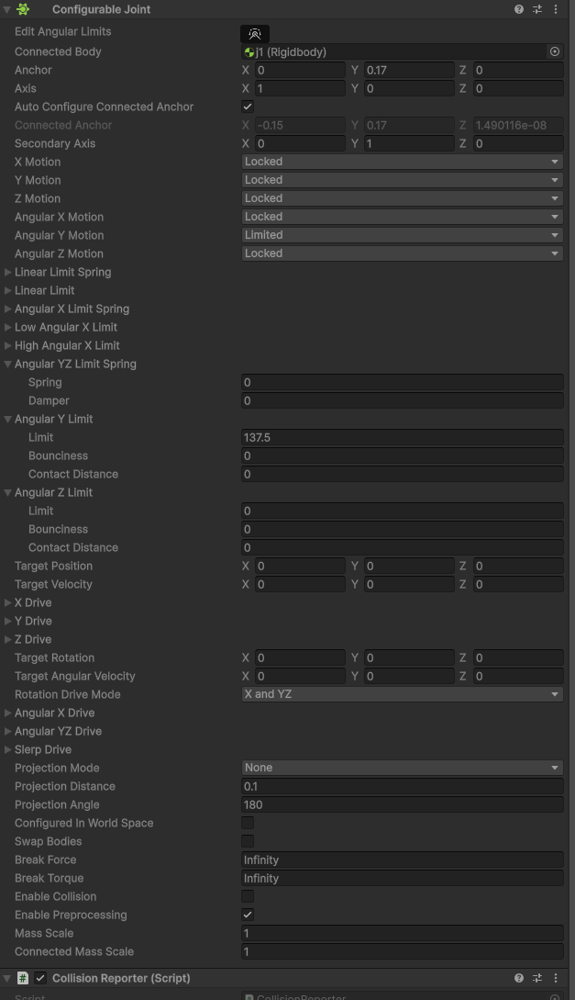 Configurable Joint
Edit Angular Limits
Connected Body j1 (Rigidbody)
Anchor X 0 Y 0.17 Z 0
Axis X 1 Y 0 Z 0
Auto Configure Connected Anchor
Connected Anchor X -0.15 Y 0.17 Z 1.490116e-08
Secondary Axis X 0 Y 1 Z 0
X Motion Locked
Y Motion Locked
Z Motion Locked
Angular X Motion Locked
Angular Y Motion Limited
Angular Z Motion Locked
Linear Limit Spring
Linear Limit
Angular X Limit Spring
Low Angular X Limit
High Angular X Limit
Angular YZ Limit Spring
Spring 0
Damper 0
Angular Y Limit
Limit 137.5
Bounciness 0
Contact Distance 0
Angular Z Limit
Limit 0
Bounciness 0
Contact Distance 0
Target Position X 0 Y 0 Z 0
Target Velocity X 0 Y 0 Z 0
X Drive
Y Drive
Z Drive
Target Rotation X 0 Y 0 Z 0
Target Angular Velocity X 0 Y 0 Z 0
Rotation Drive Mode X and YZ
Angular X Drive
Angular YZ Drive
Slerp Drive
Projection Mode None
Projection Distance 0.1
Projection Angle 180
Configured In World Space
Swap Bodies
Break Force Infinity
Break Torque Infinity
Enable Collision
Enable Preprocessing
Mass Scale 1
Connected Mass Scale 1
# Collision Reporter (Script)
Script CollisionReporter